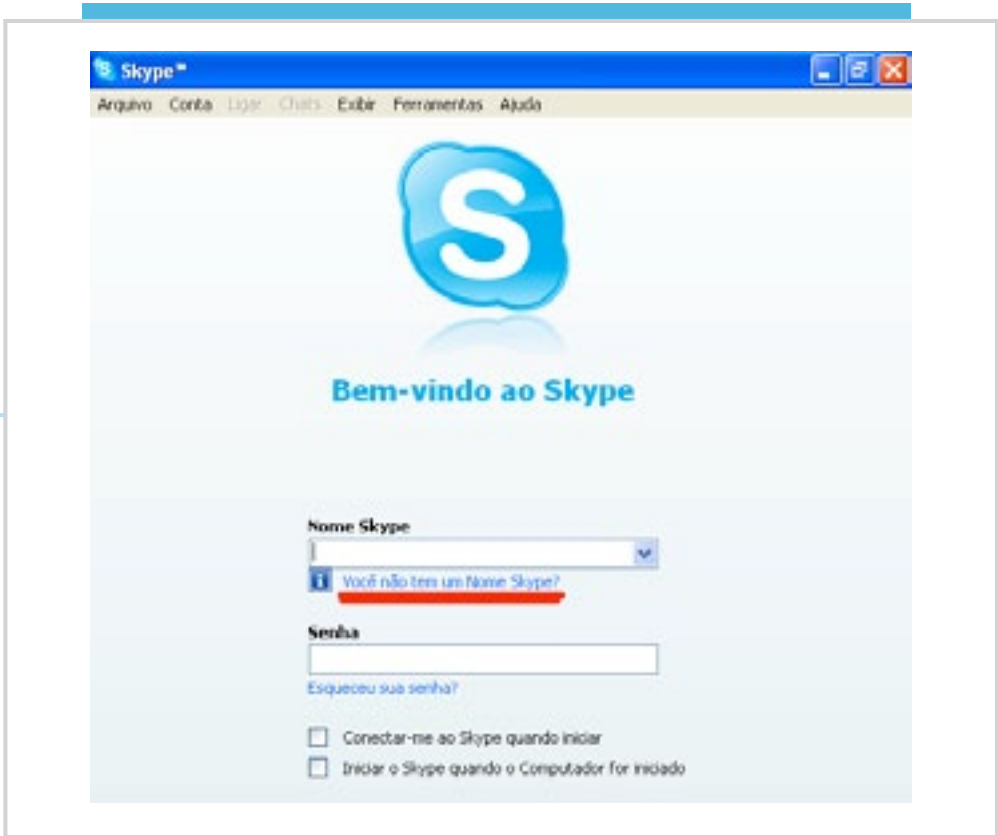 Skype™
Arquivo Conta Ligar Chats Exibir Ferramentas Ajuda
S
Bem-vindo ao Skype
Nome Skype
Você não tem um Nome Skype?
Senha
Esqueceu sua senha?
Conectar-me ao Skype quando iniciar
Iniciar o Skype quando o Computador for iniciado